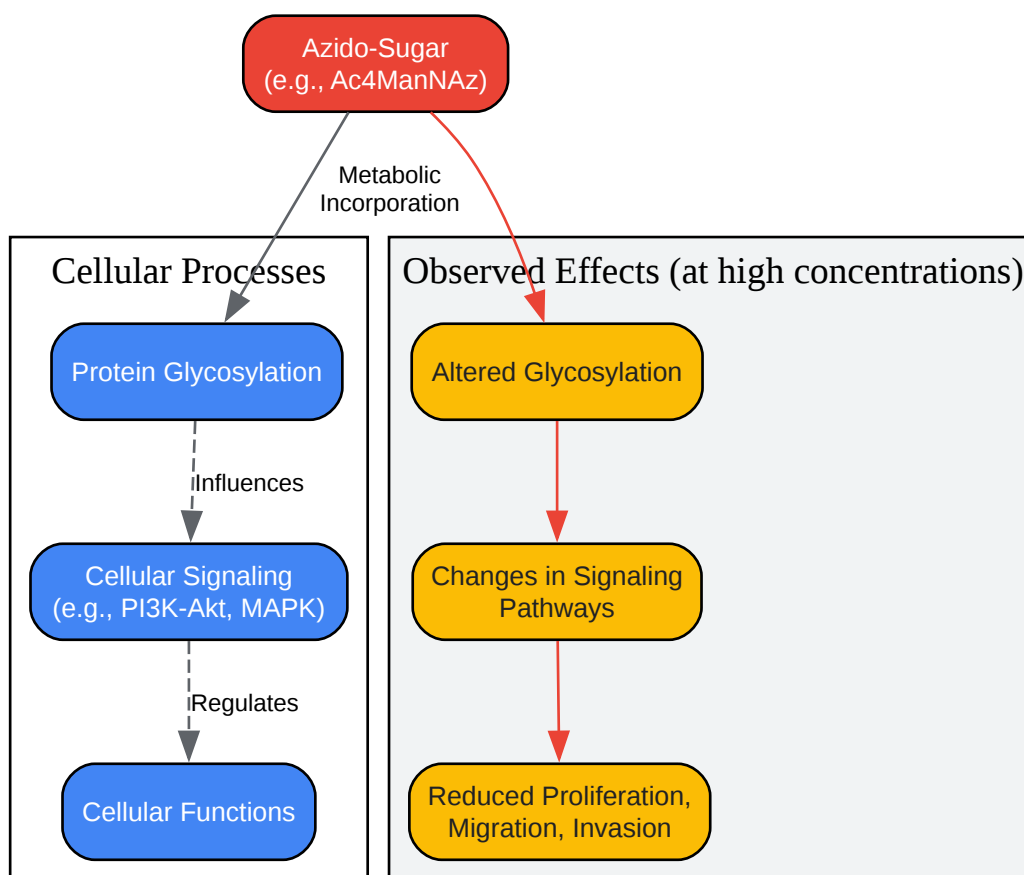 Azido-Sugar
(e.g., Ac4ManNAz)
Metabolic
Incorporation
Cellular Processes
Observed Effects (at high concentrations)
Protein Glycosylation
Altered Glycosylation
Influences
Cellular Signaling
(e.g., PI3K-Akt, MAPK)
Changes in Signaling
Pathways
Regulates
Cellular Functions
Reduced Proliferation,
Migration, Invasion